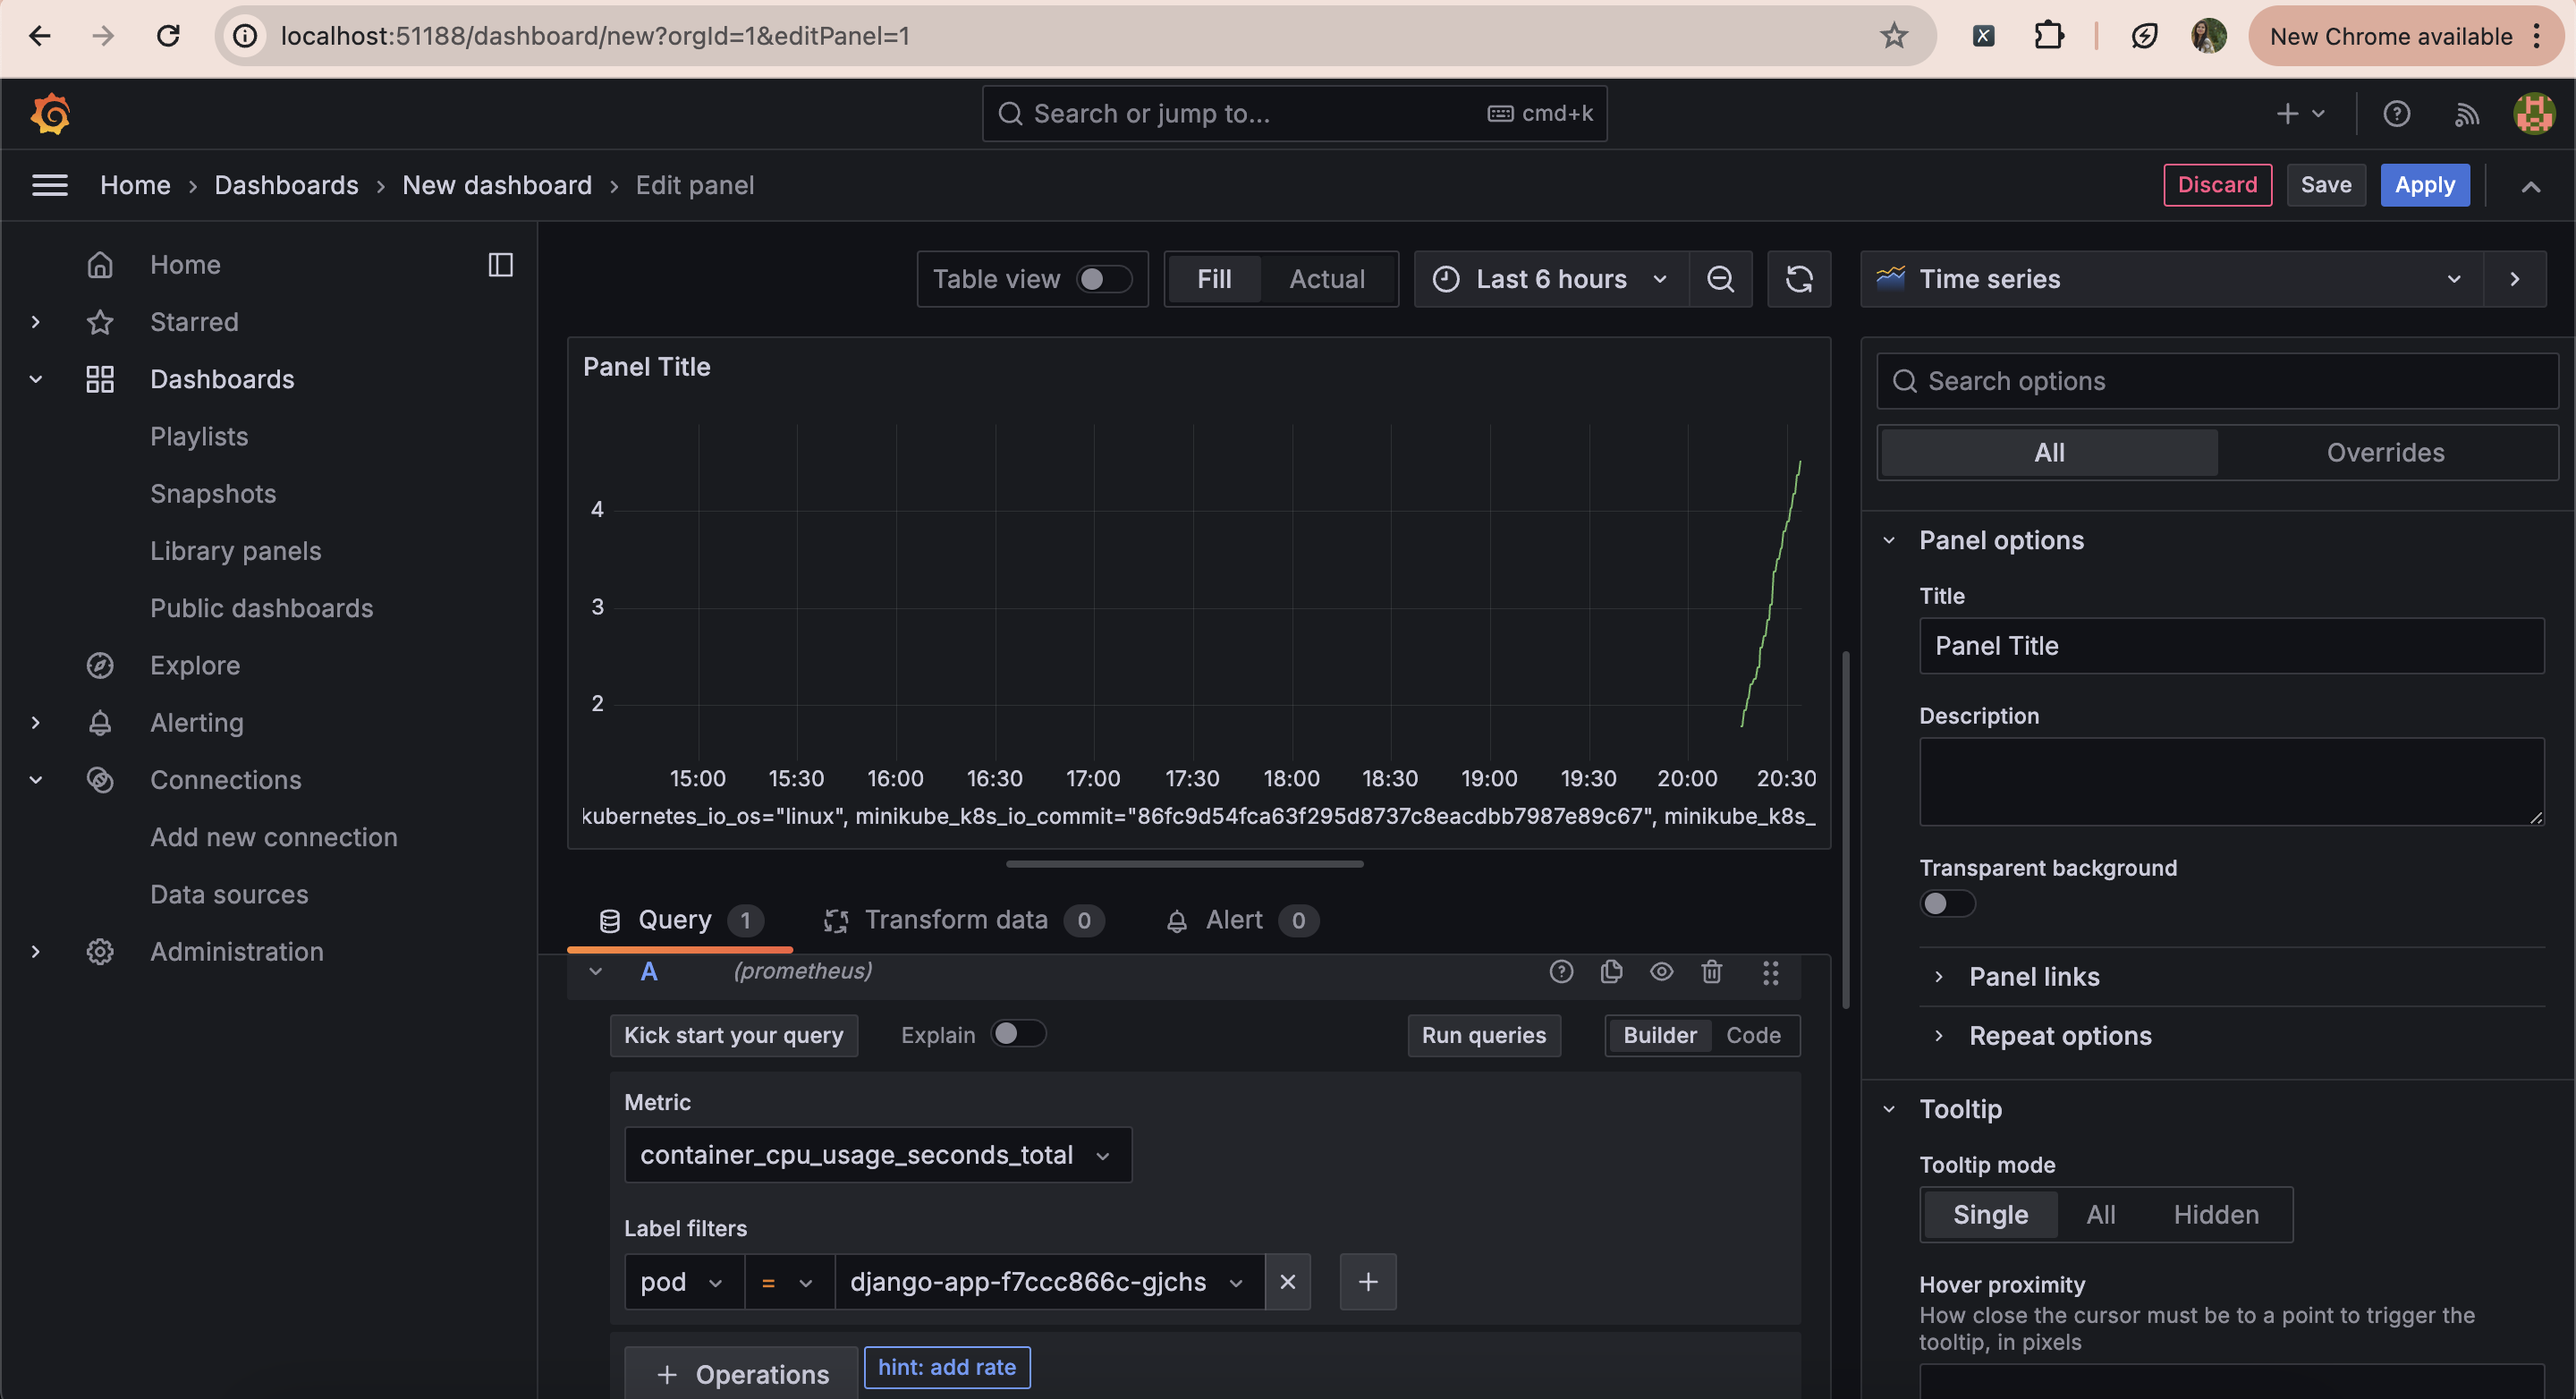 localhost:51188/dashboard/new?orgId=1&editPanel=1
New Chrome available
Search or jump to...
cmd+k
Home › Dashboards › New dashboard › Edit panel
Discard
Save
Apply
Home
Starred
Dashboards
Playlists
Snapshots
Library panels
Public dashboards
Explore
Alerting
Connections
Add new connection
Data sources
Administration
Table view
Fill
Actual
Last 6 hours
Panel Title
4
3
2
15:00 15:30 16:00 16:30 17:00 17:30 18:00 18:30 19:00 19:30 20:00 20:30
kubernetes_io_os="linux", minikube_k8s_io_commit="86fc9d54fca63f295d8737c8eacdbb7987e89c67", minikube_k8s_
Query 1
Transform data 0
Alert 0
A (prometheus)
Kick start your query
Explain
Run queries
Builder
Code
Metric
container_cpu_usage_seconds_total
Label filters
pod = django-app-f7ccc866c-gjchs
+ Operations
hint: add rate
Time series
Search options
All
Overrides
Panel options
Title
Panel Title
Description
Transparent background
Panel links
Repeat options
Tooltip
Tooltip mode
Single
All
Hidden
Hover proximity
How close the cursor must be to a point to trigger the
tooltip, in pixels